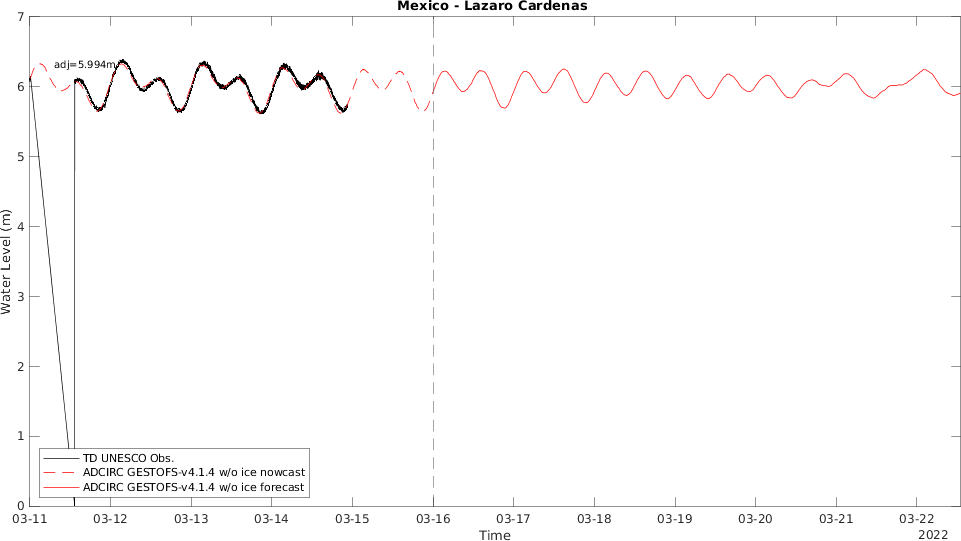 Mexico - Lazaro Cardenas
7
6
5
4
3
2
1
0
Water Level (m)
adj=5.994m
TD UNESCO Obs.
ADCIRC GESTOFS-v4.1.4 w/o ice nowcast
ADCIRC GESTOFS-v4.1.4 w/o ice forecast
03-11 03-12 03-13 03-14 03-15 03-16 03-17 03-18 03-19 03-20 03-21 03-22
Time
2022